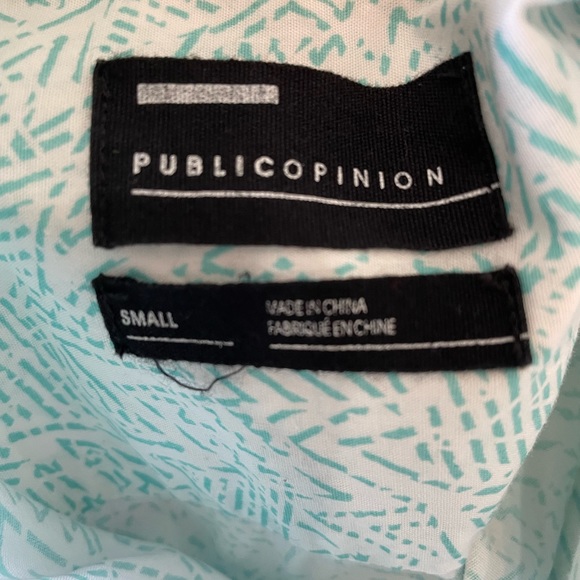 PUBLICOPINION
SMALL
MADE IN CHINA
FABRIQUÉ EN CHINE